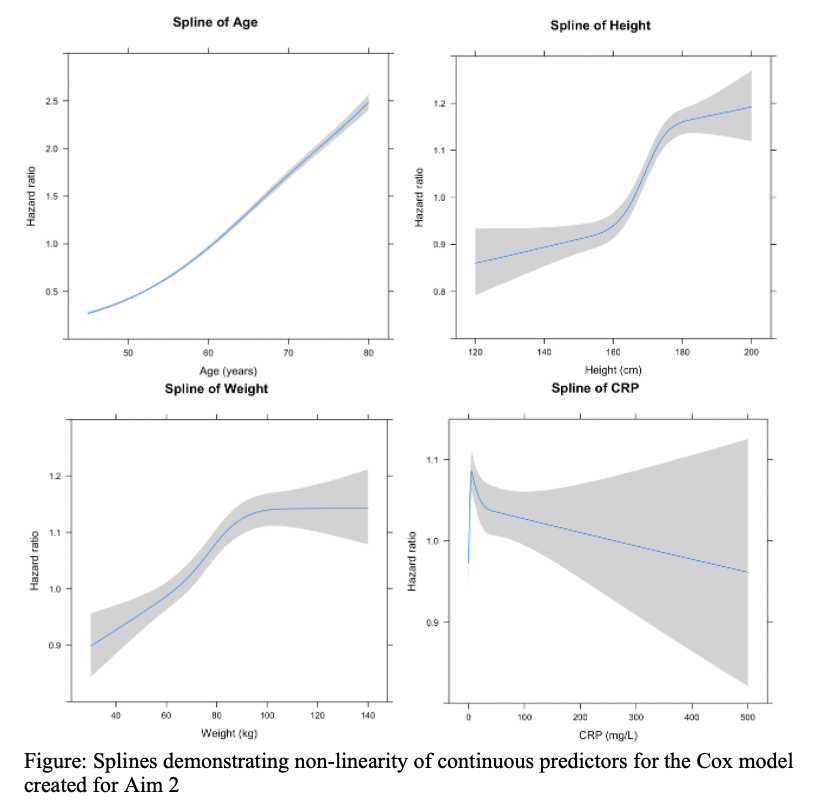 Spline of Age
Spline of Height
2.5
2.0
1.5
1.0
0.5
Hazard ratio
50
60
70
80
Age (years)
1.2
1.1
1.0
0.9
0.8
Hazard ratio
120
140
160
180
200
Height (cm)
Spline of Weight
Spline of CRP
1.2
1.1
1.0
0.9
Hazard ratio
40
60
80
100
120
140
Weight (kg)
1.1
1.0
0.9
Hazard ratio
0
100
200
300
400
500
CRP (mg/L)
Figure: Splines demonstrating non-linearity of continuous predictors for the Cox model
created for Aim 2